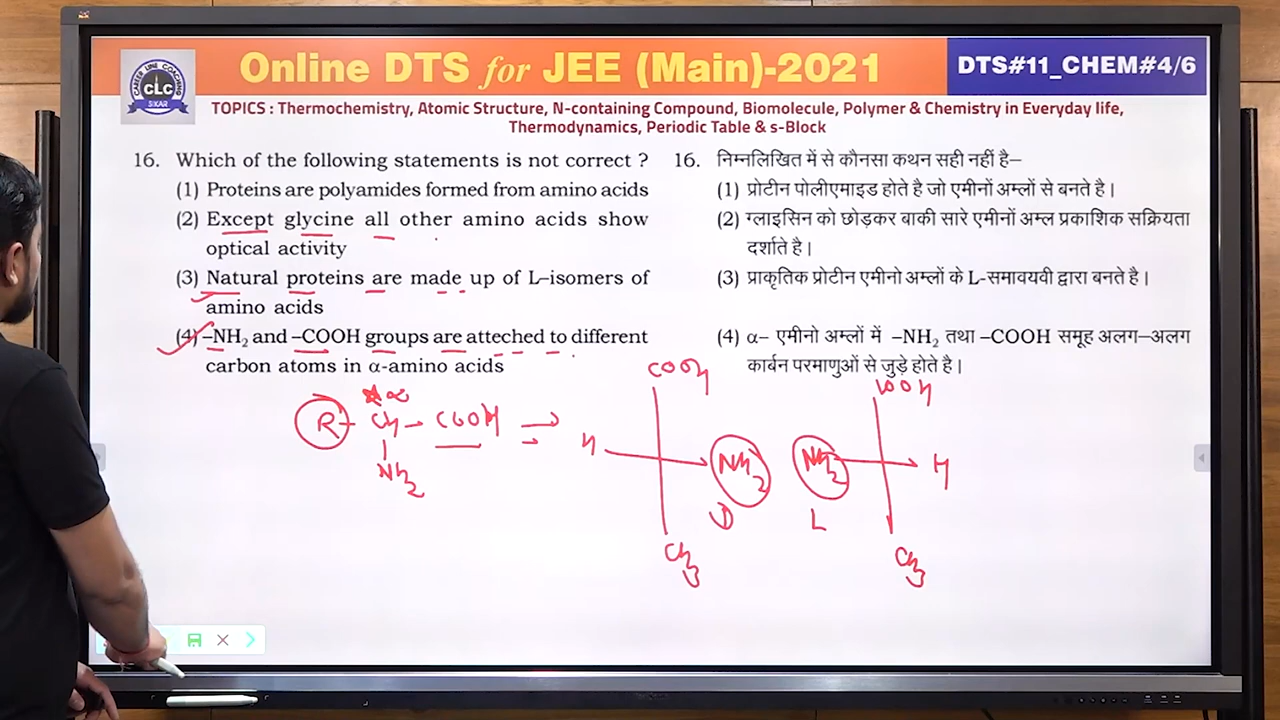 CAREER LINE COACHING
CLC
SIKAR
Online DTS for JEE (Main)-2021
DTS#11_CHEM#4/6
TOPICS : Thermochemistry, Atomic Structure, N-containing Compound, Biomolecule, Polymer & Chemistry in Everyday life,
Thermodynamics, Periodic Table & s-Block
16. Which of the following statements is not correct ?
(1) Proteins are polyamides formed from amino acids
(2) Except glycine all other amino acids show
optical activity
(3) Natural proteins are made up of L–isomers of
amino acids
(4) –NH₂ and –COOH groups are atteched to different
carbon atoms in α-amino acids
16. निम्नलिखित में से कौनसा कथन सही नहीं है–
(1) प्रोटीन पोलीएमाइड होते है जो एमीनों अम्लों से बनते है।
(2) ग्लाइसिन को छोड़कर बाकी सारे एमीनों अम्ल प्रकाशिक सक्रियता
दर्शाते है।
(3) प्राकृतिक प्रोटीन एमीनो अम्लों के L-समावयवी द्वारा बनते है।
(4) α– एमीनो अम्लों में –NH₂ तथा –COOH समूह अलग–अलग
कार्बन परमाणुओं से जुड़े होते है।
α
R – CH – COOH
NH₂
COOH
H NH₂
D
CH₃
COOH
NH₂ H
L
CH₃